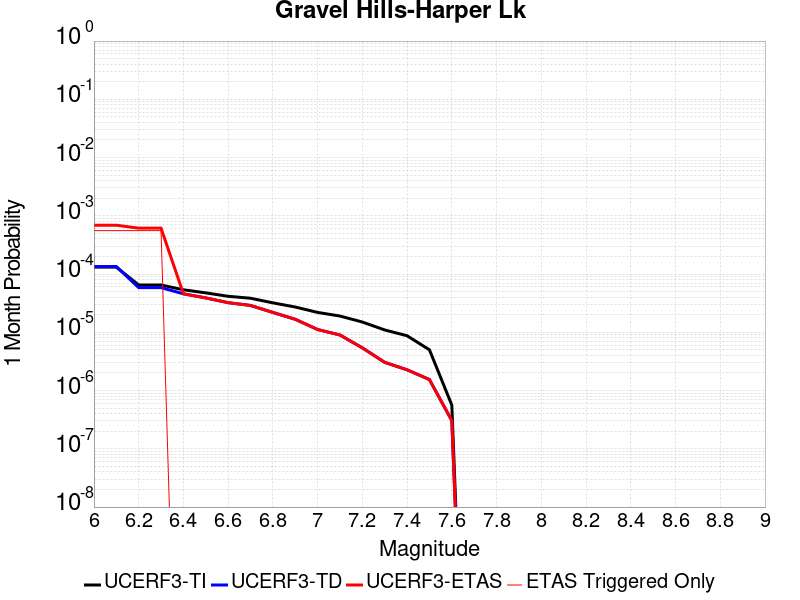 Gravel Hills-Harper Lk
10^0
10^-1
10^-2
10^-3
10^-4
10^-5
10^-6
10^-7
10^-8
1 Month Probability
6 6.2 6.4 6.6 6.8 7 7.2 7.4 7.6 7.8 8 8.2 8.4 8.6 8.8 9
Magnitude
UCERF3-TI UCERF3-TD UCERF3-ETAS ETAS Triggered Only